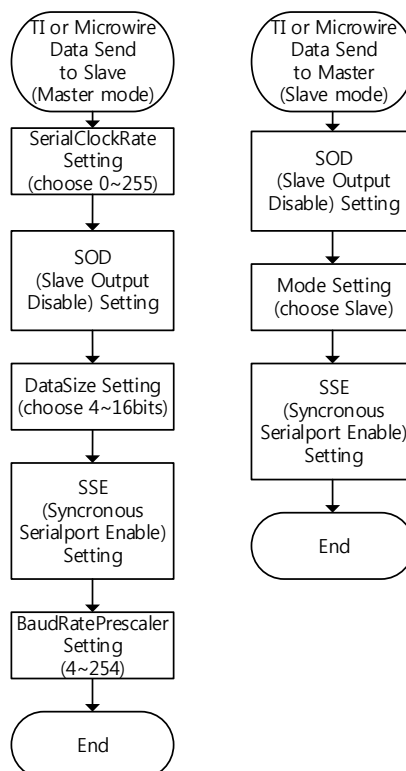 TI or Microwire
Data Send
to Slave
(Master mode)
SerialClockRate
Setting
(choose 0~255)
SOD
(Slave Output
Disable) Setting
DataSize Setting
(choose 4~16bits)
SSE
(Syncronous
Serialport Enable)
Setting
BaudRatePrescaler
Setting
(4~254)
End
TI or Microwire
Data Send
to Master
(Slave mode)
SOD
(Slave Output
Disable) Setting
Mode Setting
(choose Slave)
SSE
(Syncronous
Serialport Enable)
Setting
End